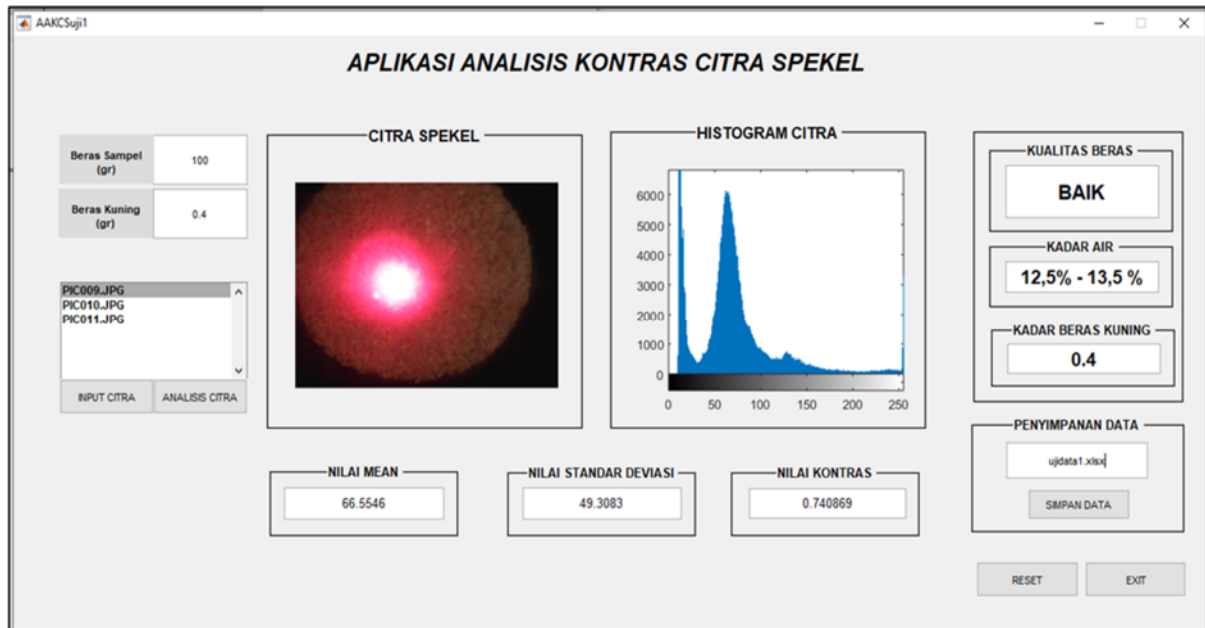 AAKCSuji1
APLIKASI ANALISIS KONTRAS CITRA SPEKEL
Beras Sampel
(gr)
100
Beras Kuning
(gr)
0.4
PIC009.JPG
PIC010.JPG
PIC011.JPG
INPUT CITRA
ANALISIS CITRA
CITRA SPEKEL
HISTOGRAM CITRA
6000
5000
4000
3000
2000
1000
0
0 50 100 150 200 250
KUALITAS BERAS
BAIK
KADAR AIR
12,5% - 13,5 %
KADAR BERAS KUNING
0.4
NILAI MEAN
66.5546
NILAI STANDAR DEVIASI
49.3083
NILAI KONTRAS
0.740869
PENYIMPANAN DATA
ujidata1.xlsx
SIMPAN DATA
RESET
EXIT